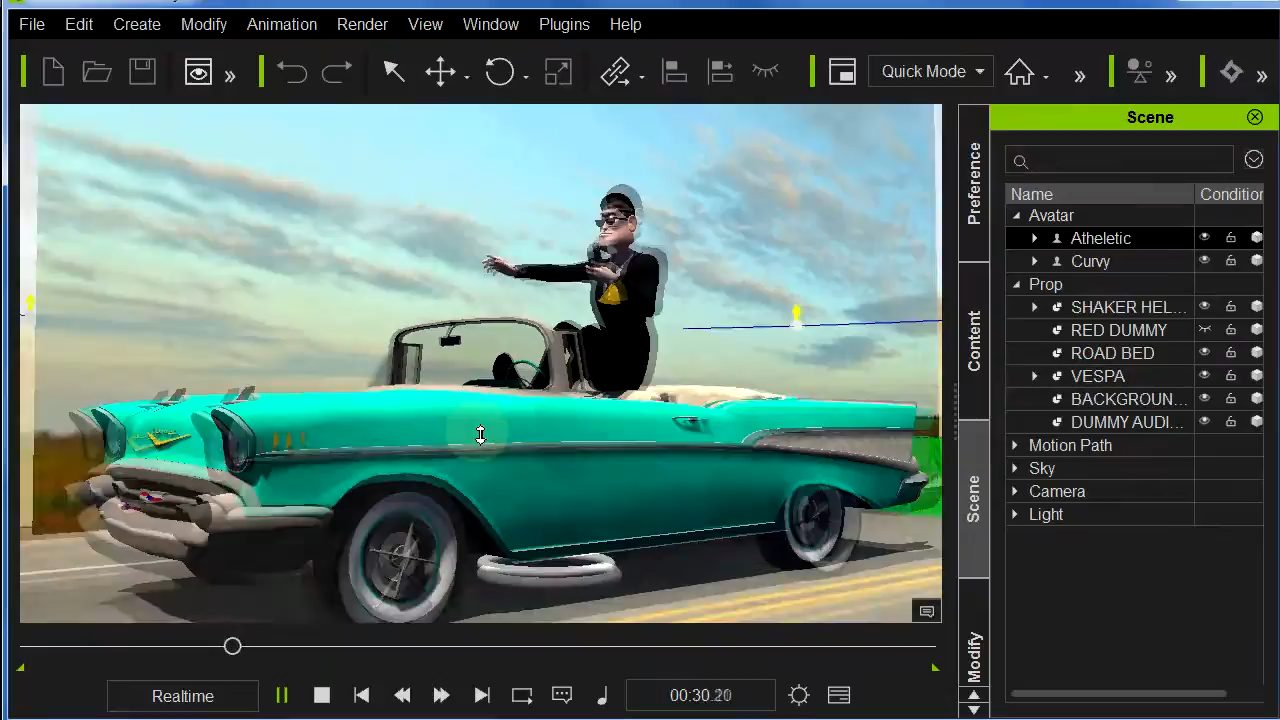 File Edit Create Modify Animation Render View Window Plugins Help
Quick Mode
Scene
Preference
Content
Scene
Modify
Name Condition
Avatar
Atheletic
Curvy
Prop
SHAKER HEL...
RED DUMMY
ROAD BED
VESPA
BACKGROUN...
DUMMY AUDI...
Motion Path
Sky
Camera
Light
Realtime
00:30.20